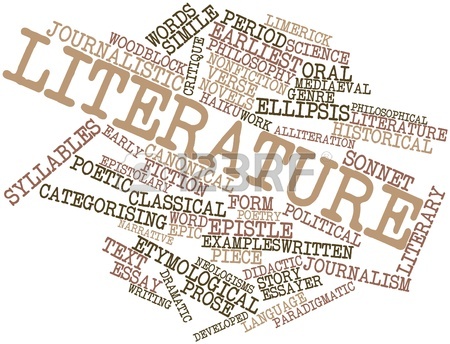 WORDS
SIMILE
LIMERICK
PERIOD
SCIENCE
JOURNALISTIC
WOODBLOCK
CRITIQUE
EARLIEST
PHILOSOPHY
ORAL
NONFICTION
MEDIAEVAL
VERSE
GENRE
NOVELS
ELLIPSIS
PHILOSOPHICAL
LITERATURE
HAIKU
WORK
HISTORICAL
ALLITERATION
LITERATURE
SYLLABLES
EARLY
CANONICAL
SONNET
EPISTOLARY
FICTION
POETIC
CLASSICAL
FORM
POLITICAL
LITERARY
CATEGORISING
WORD
POETRY
EPIC
EPISTLE
NARRATIVE
EXAMPLES
WRITTEN
TEXT
ETYMOLOGICAL
PIECE
JOURNALISM
ESSAY
NEOLOGISMS
DIDACTIC
STORY
WRITING
DRAMATIC
PROSE
ESSAYER
PARADIGMATIC
LANGUAGE
DEVELOPED
123RF